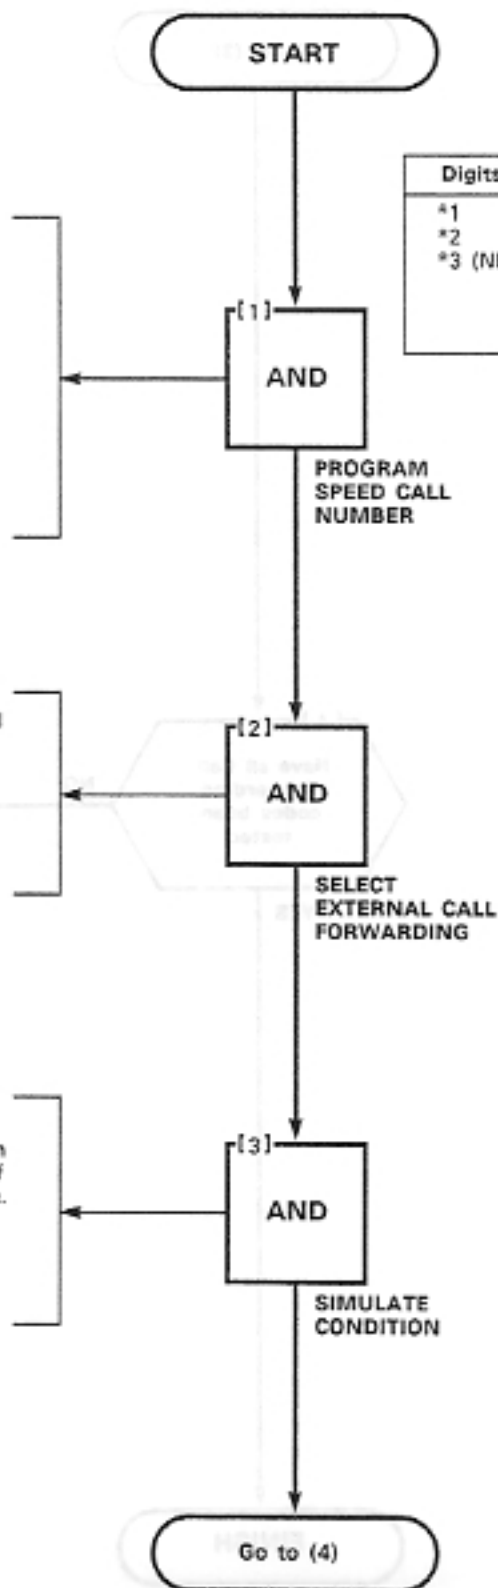 START
Digits
*1
*2
*3
[1]
AND
PROGRAM
SPEED CALL
NUMBER
[2]
AND
SELECT
EXTERNAL CALL
FORWARDING
[3]
AND
SIMULATE
CONDITION
Go to (4)